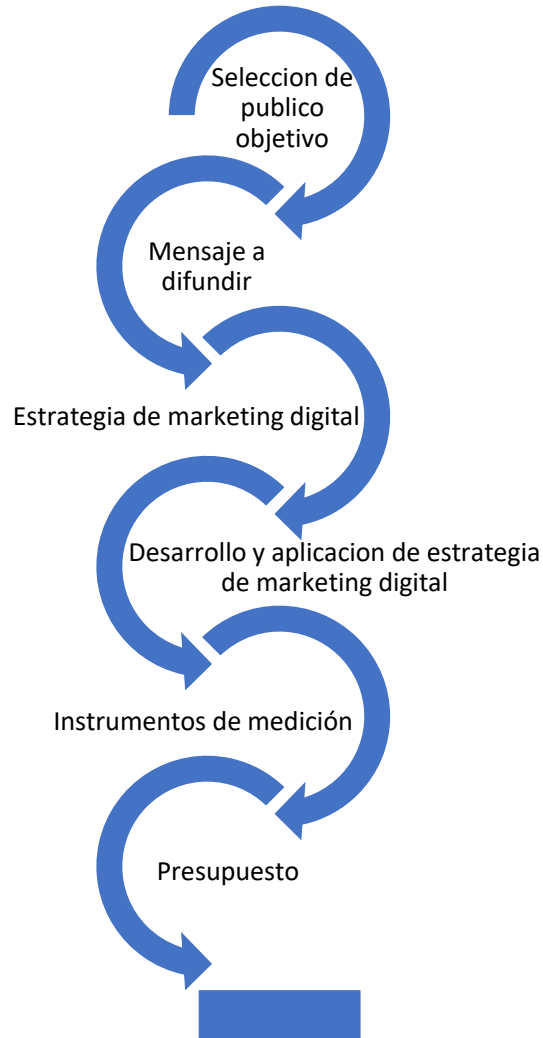 Seleccion de
publico
objetivo
Mensaje a
difundir
Estrategia de marketing digital
Desarrollo y aplicacion de estrategia
de marketing digital
Instrumentos de medición
Presupuesto